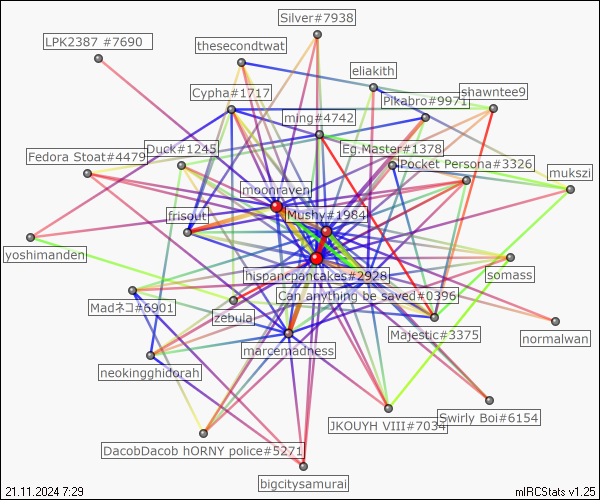 Silver#7938
LPK2387 #7690
thesecondtwat
eliakith
Cypha#1717
shawntee9
Pikabro#9971
ming#4742
Duck#1245
Eg.Master#1378
Fedora Stoat#4479
Pocket Persona#3326
mukszi
moonraven
frisout
Mushy#1984
yoshimanden
hispancpancakes#2928
somass
Can anything be saved#0396
Madネコ#6901
zebula
Majestic#3375
normalwan
marcemadness
neokingghidorah
Swirly Boi#6154
JKOUYH VIII#7034
DacobDacob hORNY police#5271
bigcitysamurai
21.11.2024 7:29
mIRCStats v1.25